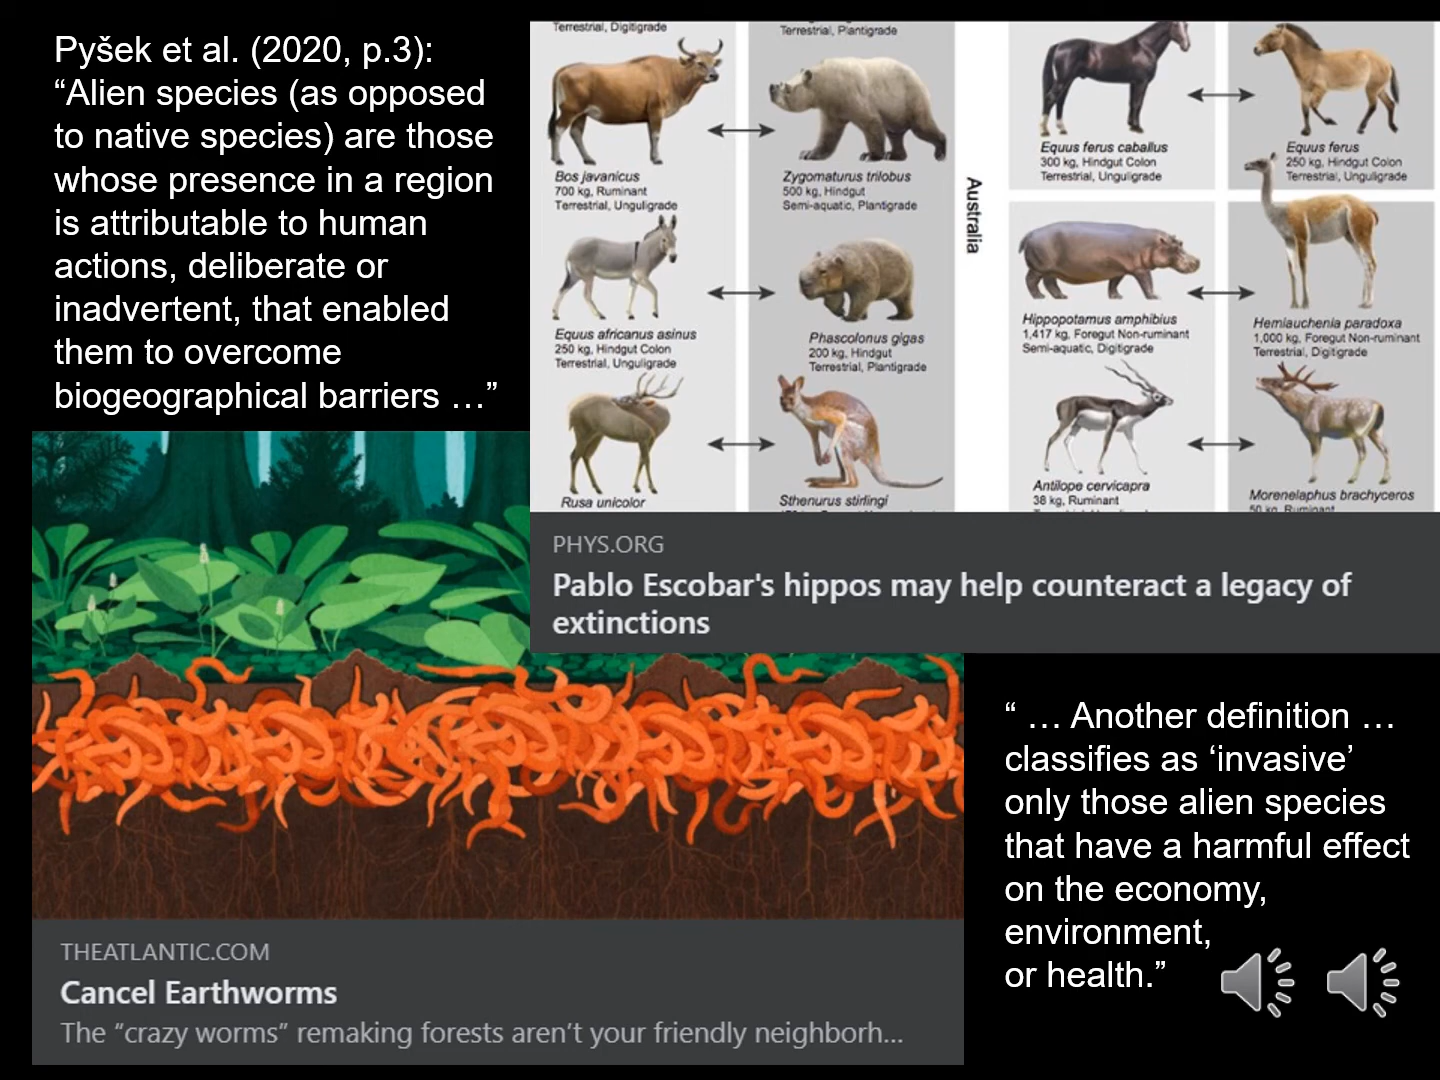 Pyšek et al. (2020, p.3):
“Alien species (as opposed
to native species) are those
whose presence in a region
is attributable to human
actions, deliberate or
inadvertent, that enabled
them to overcome
biogeographical barriers …”
Terrestrial, Digitigrade
Terrestrial, Plantigrade
Bos javanicus
700 kg, Ruminant
Terrestrial, Unguligrade
Zygomaturus trilobus
500 kg, Hindgut
Semi-aquatic, Plantigrade
Equus africanus asinus
250 kg, Hindgut Colon
Terrestrial, Unguligrade
Phascolonus gigas
200 kg, Hindgut
Terrestrial, Plantigrade
Rusa unicolor
Sthenurus stirlingi
Australia
Equus ferus caballus
300 kg, Hindgut Colon
Terrestrial, Unguligrade
Equus ferus
250 kg, Hindgut Colon
Terrestrial, Unguligrade
Hippopotamus amphibius
1,417 kg, Foregut Non-ruminant
Semi-aquatic, Digitigrade
Hemiauchenia paradoxa
1,000 kg, Foregut Non-ruminant
Terrestrial, Digitigrade
Antilope cervicapra
38 kg, Ruminant
Morenelaphus brachyceros
50 kg, Ruminant
PHYS.ORG
Pablo Escobar's hippos may help counteract a legacy of
extinctions
THEATLANTIC.COM
Cancel Earthworms
The “crazy worms” remaking forests aren’t your friendly neighborh...
“ … Another definition …
classifies as ‘invasive’
only those alien species
that have a harmful effect
on the economy,
environment,
or health.”